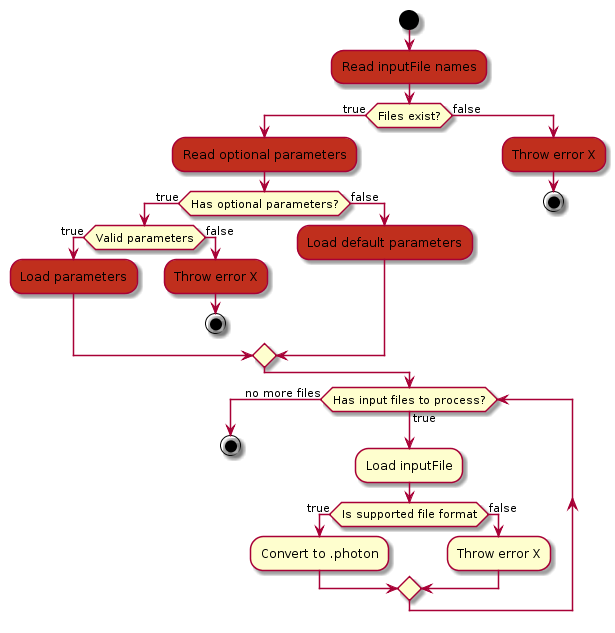 Read inputFile names
true
Files exist?
false
Read optional parameters
Throw error X
true
Has optional parameters?
false
true
Valid parameters
false
Load default parameters
Load parameters
Throw error X
no more files
Has input files to process?
true
Load inputFile
true
Is supported file format
false
Convert to .photon
Throw error X